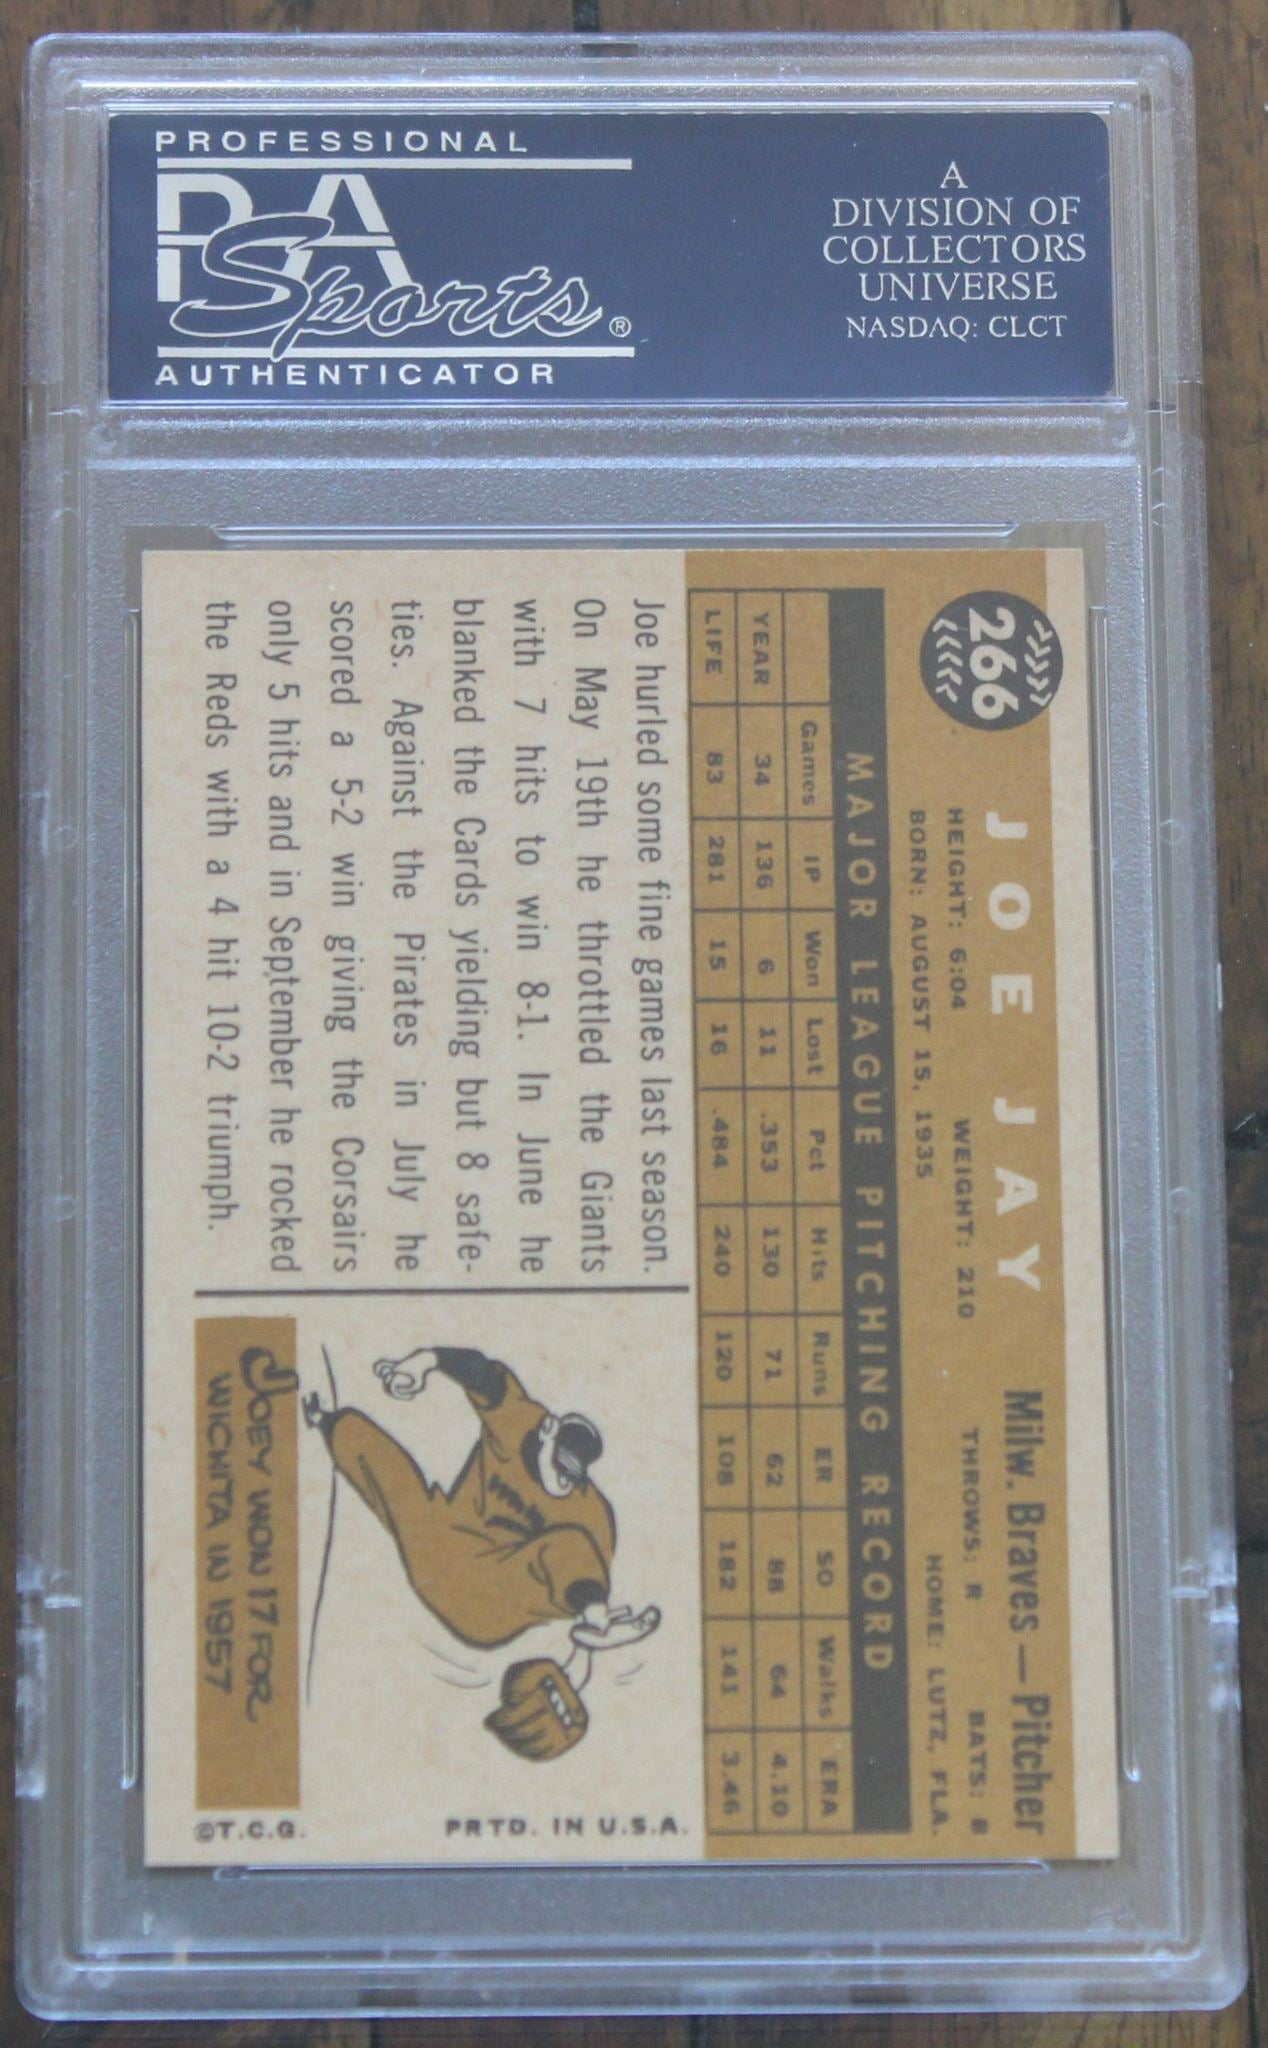 PROFESSIONAL
PSA
Sports®
AUTHENTICATOR
A
DIVISION OF
COLLECTORS
UNIVERSE
NASDAQ: CLCT
266
JOE JAY
Milw. Braves—Pitcher
HEIGHT: 6:04 WEIGHT: 210 THROWS: R BATS: B
BORN: AUGUST 15, 1935 HOME: LUTZ, FLA.
MAJOR LEAGUE PITCHING RECORD
Games IP Won Lost Pct Hits Runs ER SO Walks ERA
YEAR 34 136 6 11 .353 130 71 62 88 64 4.10
LIFE 83 281 15 16 .484 240 120 108 182 141 3.46
Joe hurled some fine games last season.
On May 19th he throttled the Giants
with 7 hits to win 8-1. In June he
blanked the Cards yielding but 8 safe-
ties. Against the Pirates in July he
scored a 5-2 win giving the Corsairs
only 5 hits and in September he rocked
the Reds with a 4 hit 10-2 triumph.
JOEY WON 17 FOR
WICHITA IN 1957
PRTD. IN U.S.A.
©T.C.G.